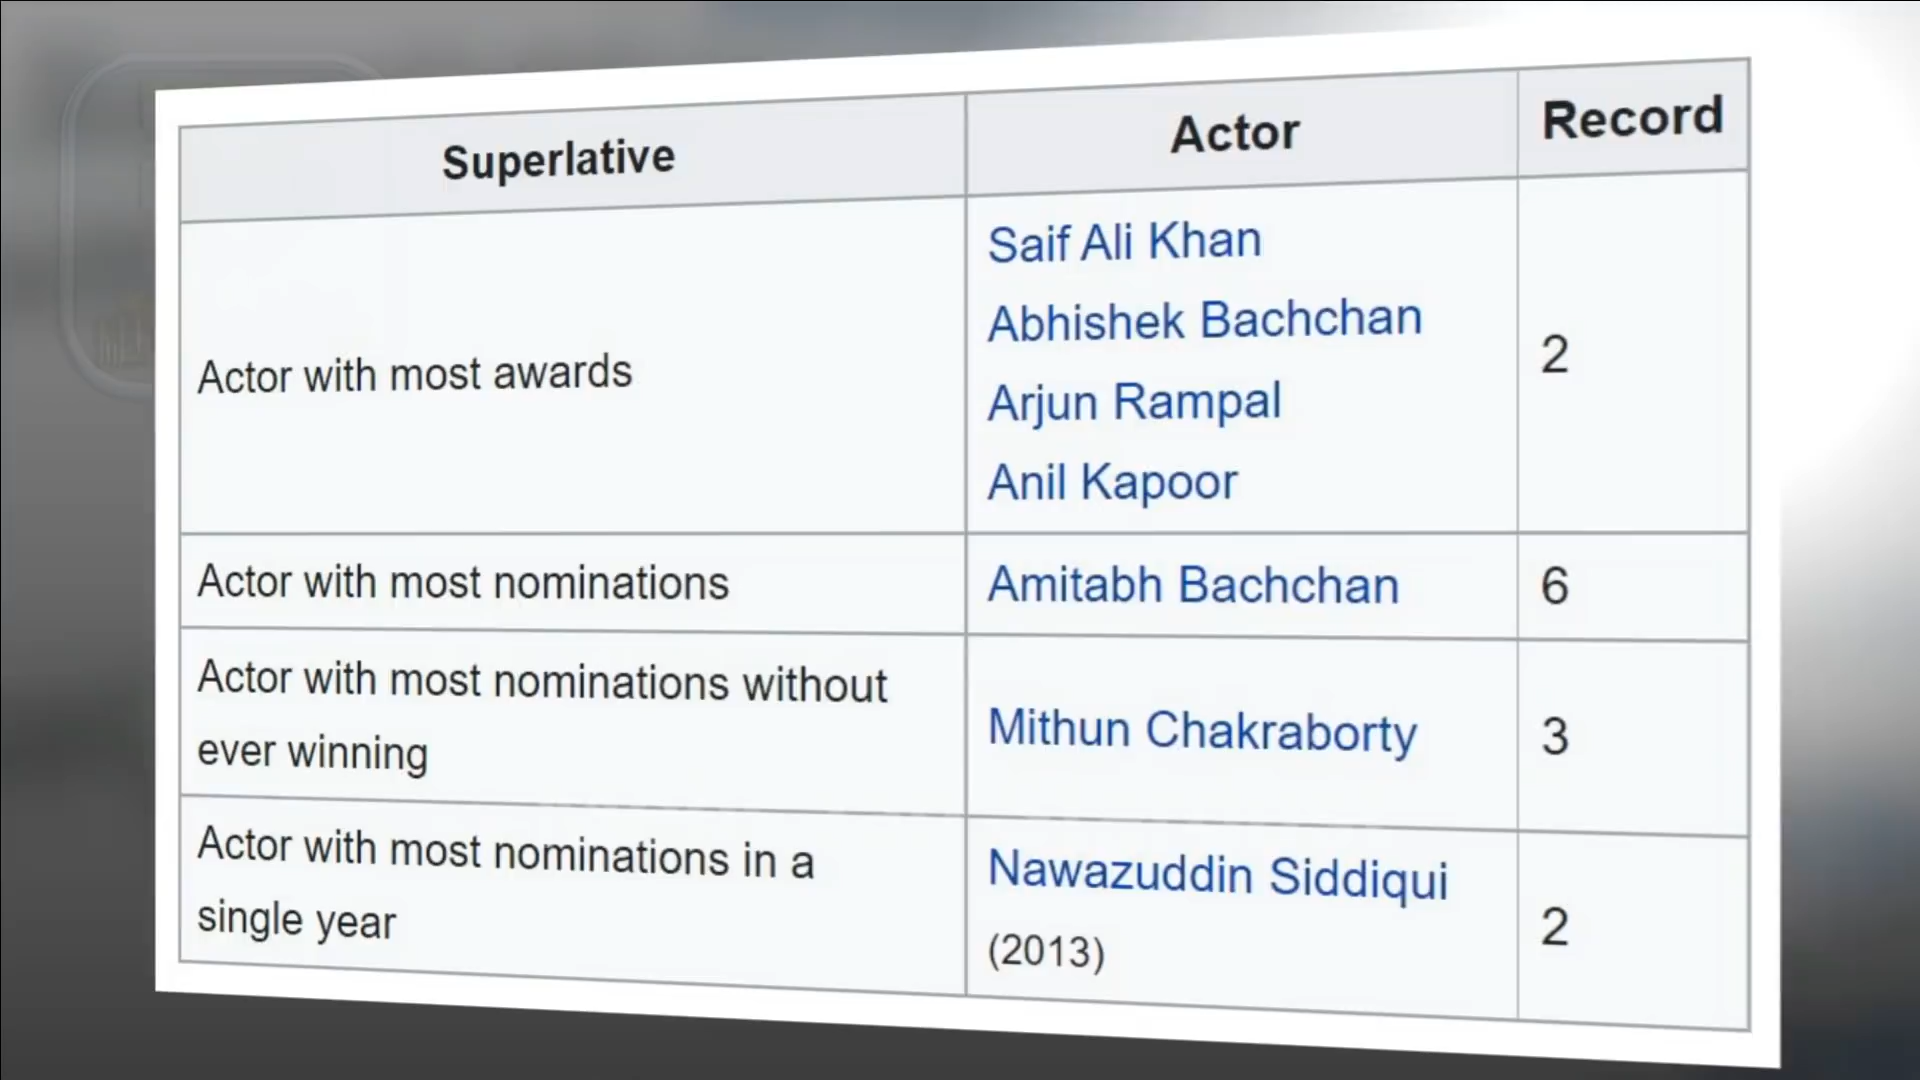 Superlative
Actor
Record
Actor with most awards
Saif Ali Khan
Abhishek Bachchan
Arjun Rampal
Anil Kapoor
2
Actor with most nominations
Amitabh Bachchan
6
Actor with most nominations without
ever winning
Mithun Chakraborty
3
Actor with most nominations in a
single year
Nawazuddin Siddiqui
(2013)
2